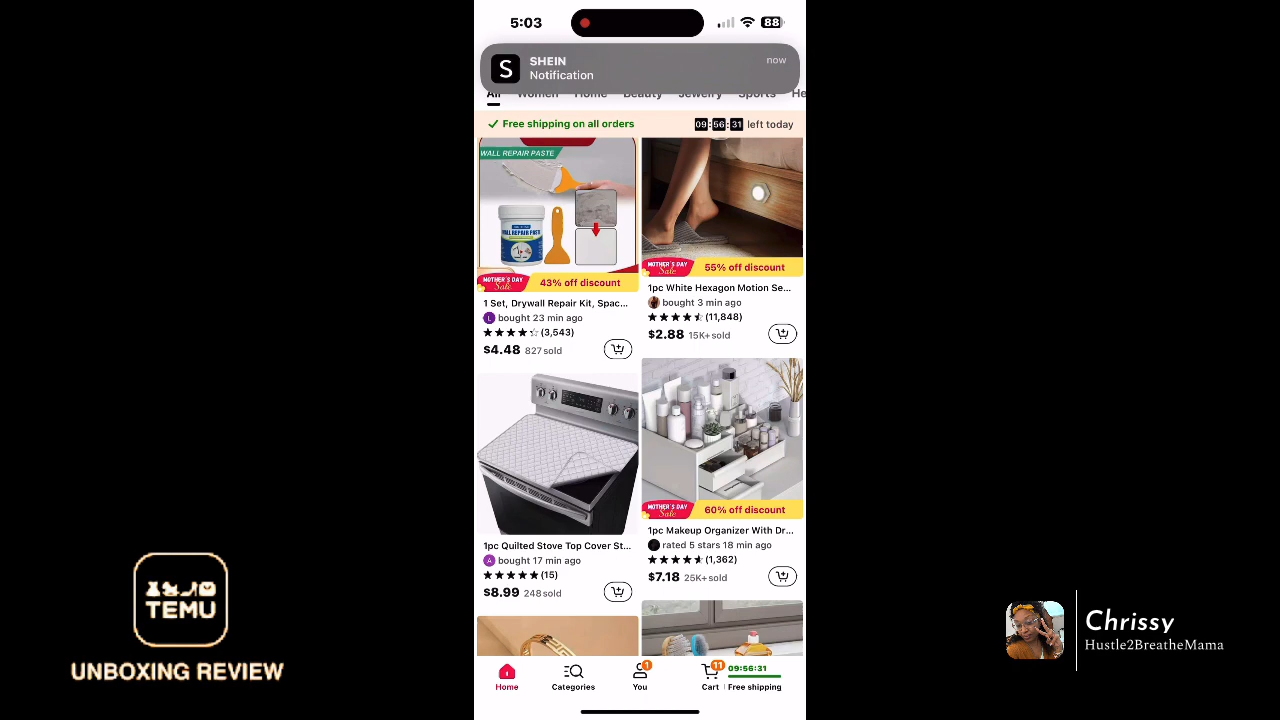 5:03
88
S
SHEIN
now
Notification
All Women Home Beauty Jewelry Sports He
Free shipping on all orders
09:56:31 left today
WALL REPAIR PASTE
WALL REPAIR PASTE
MOTHER'S DAY
Sale
43% off discount
1 Set, Drywall Repair Kit, Spac...
L bought 23 min ago
(3,543)
$4.48 827 sold
MOTHER'S DAY
Sale
55% off discount
1pc White Hexagon Motion Se...
bought 3 min ago
(11,848)
$2.88 15K+ sold
1pc Quilted Stove Top Cover St...
A bought 17 min ago
(15)
$8.99 248 sold
MOTHER'S DAY
Sale
60% off discount
1pc Makeup Organizer With Dr...
rated 5 stars 18 min ago
(1,362)
$7.18 25K+ sold
Home
Categories
1
You
11
Cart
09:56:31
Free shipping
TEMU
UNBOXING REVIEW
Chrissy
Hustle2BreatheMama